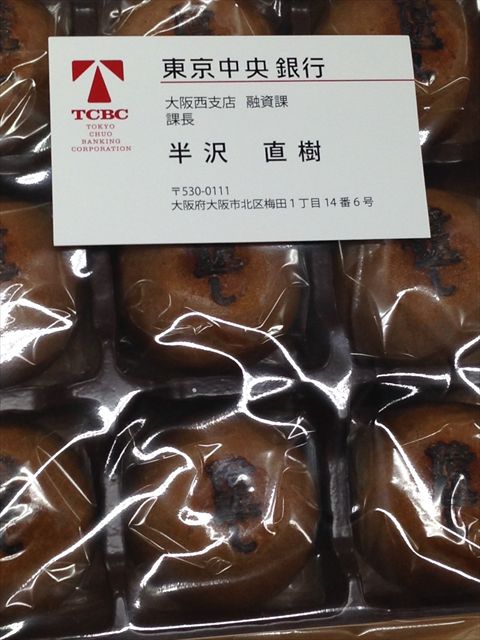 TCBC
TOKYO
CHUO
BANKING
CORPORATION
東京中央銀行
大阪西支店 融資課
課長
半沢 直樹
〒530-0111
大阪府大阪市北区梅田1丁目14番6号
返し